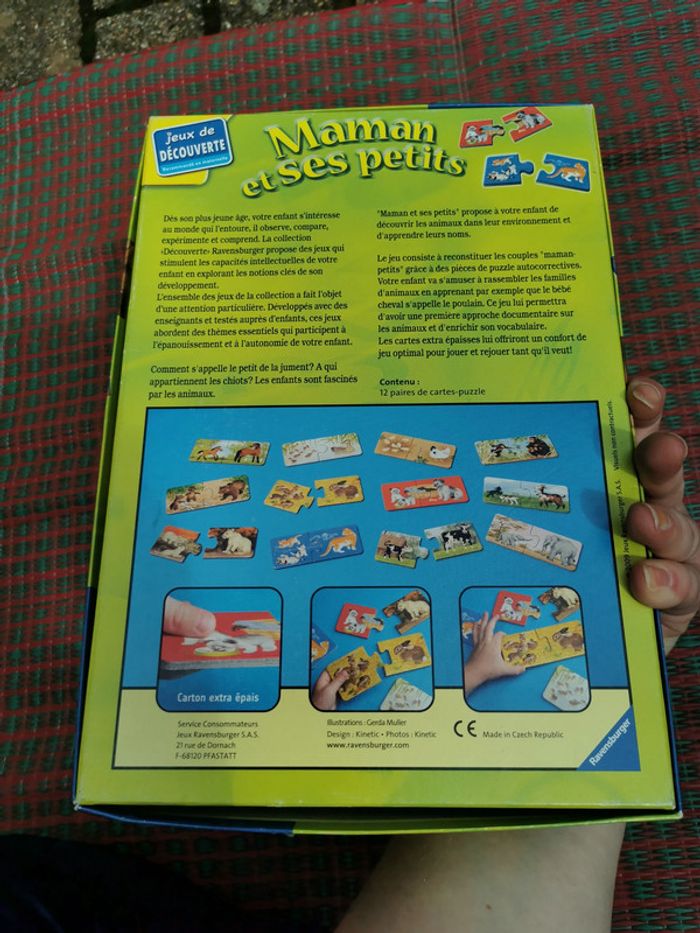 jeux de
DÉCOUVERTE
Recommandé en maternelle
Maman
et ses petits
Dès son plus jeune âge, votre enfant s'intéresse
au monde qui l'entoure, il observe, compare,
expérimente et comprend. La collection
«Découverte» Ravensburger propose des jeux qui
stimulent les capacités intellectuelles de votre
enfant en explorant les notions clés de son
développement.
L'ensemble des jeux de la collection a fait l'objet
d'une attention particulière. Développés avec des
enseignants et testés auprès d'enfants, ces jeux
abordent des thèmes essentiels qui participent à
l'épanouissement et à l'autonomie de votre enfant.
Comment s'appelle le petit de la jument? A qui
appartiennent les chiots? Les enfants sont fascinés
par les animaux.
"Maman et ses petits" propose à votre enfant de
découvrir les animaux dans leur environnement et
d'apprendre leurs noms.
Le jeu consiste à reconstituer les couples "maman-
petits" grâce à des pièces de puzzle autocorrectives.
Votre enfant va s'amuser à rassembler les familles
d'animaux en apprenant par exemple que le bébé
cheval s'appelle le poulain. Ce jeu lui permettra
d'avoir une première approche documentaire sur
les animaux et d'enrichir son vocabulaire.
Les cartes extra épaisses lui offriront un confort de
jeu optimal pour jouer et rejouer tant qu'il veut!
Contenu :
12 paires de cartes-puzzle
Carton extra épais
Service Consommateurs
Jeux Ravensburger S.A.S.
21 rue de Dornach
F-68120 PFASTATT
Illustrations : Gerda Muller
Design : Kinetic • Photos : Kinetic
www.ravensburger.com
CE
Made in Czech Republic
Ravensburger
2009 Jeux Ravensburger S.A.S. Visuels non contractuels.